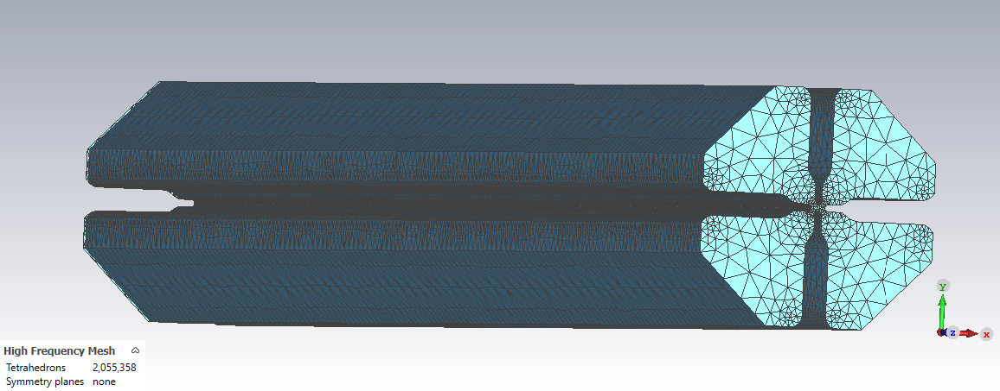 y
z x
High Frequency Mesh
Tetrahedrons 2,055,358
Symmetry planes none